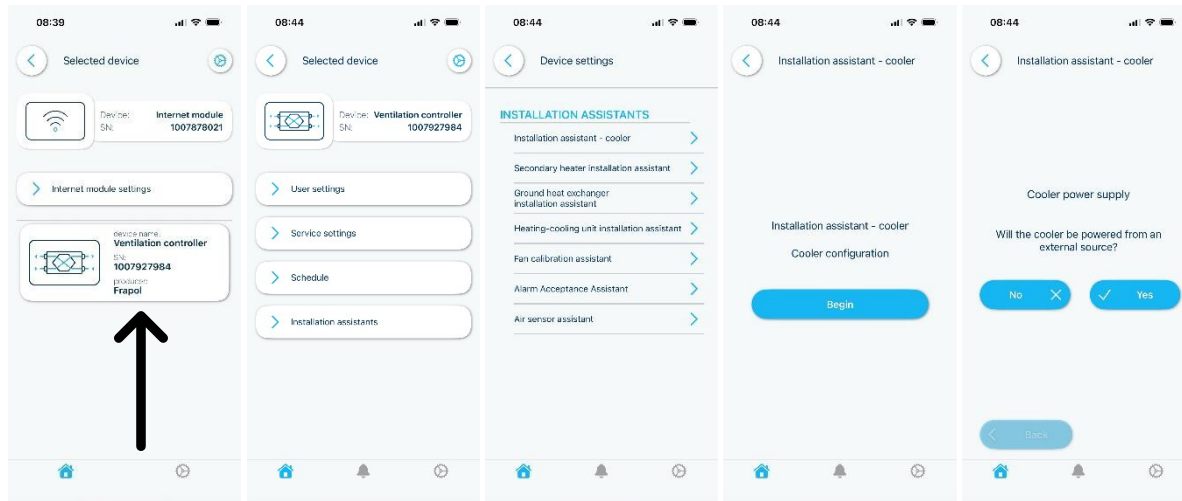 08:39
Selected device
Device: Internet module
SN: 1007878021
Internet module settings
device name:
Ventilation controller
SN:
1007927984
producer:
Frapol
08:44
Selected device
Device: Ventilation controller
SN: 1007927984
User settings
Service settings
Schedule
Installation assistants
08:44
Device settings
INSTALLATION ASSISTANTS
Installation assistant - cooler
Secondary heater installation assistant
Ground heat exchanger
installation assistant
Heating-cooling unit installation assistant
Fan calibration assistant
Alarm Acceptance Assistant
Air sensor assistant
08:44
Installation assistant - cooler
Installation assistant - cooler
Cooler configuration
Begin
08:44
Installation assistant - cooler
Cooler power supply
Will the cooler be powered from an
external source?
No
Yes
Back